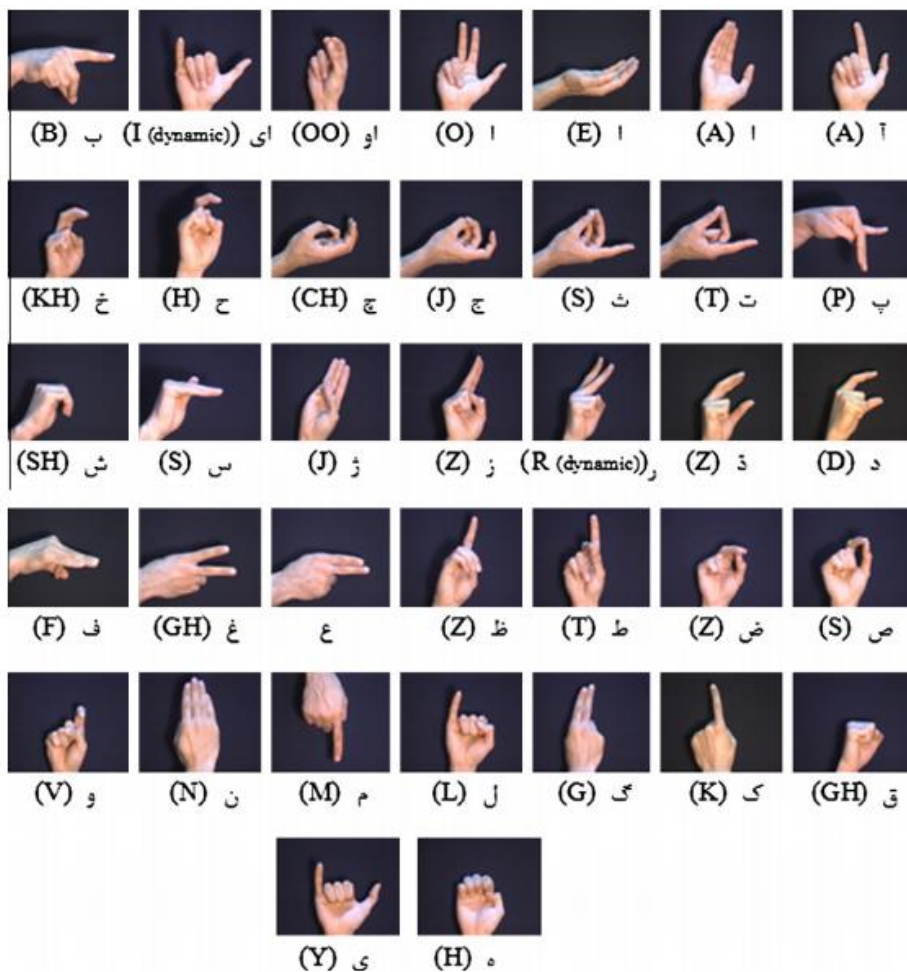 (B) ب (I (dynamic)) ای (OO) او (O) ا (E) ا (A) ا (A) آ
(KH) خ (H) ح (CH) چ (J) ج (S) ث (T) ت (P) پ
(SH) ش (S) س (J) ژ (Z) ز (R (dynamic)) ر (Z) ذ (D) د
(F) ف (GH) غ ع (Z) ظ (T) ط (Z) ض (S) ص
(V) و (N) ن (M) م (L) ل (G) گ (K) ک (GH) ق
(Y) ی (H) ه